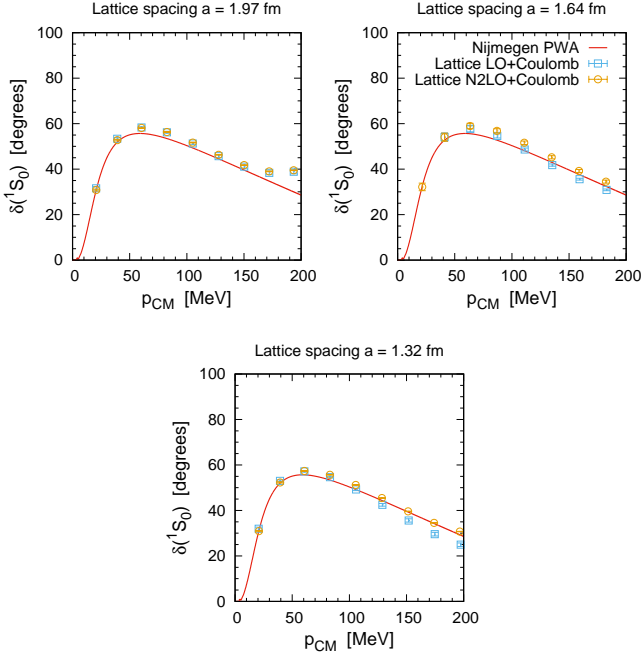 Lattice spacing a = 1.97 fm
100
80
60
40
20
0
0 50 100 150 200
δ(¹S₀) [degrees]
p_CM [MeV]
Lattice spacing a = 1.64 fm
Nijmegen PWA
Lattice LO+Coulomb
Lattice N2LO+Coulomb
100
80
60
40
20
0
0 50 100 150 200
δ(¹S₀) [degrees]
p_CM [MeV]
Lattice spacing a = 1.32 fm
100
80
60
40
20
0
0 50 100 150 200
δ(¹S₀) [degrees]
p_CM [MeV]